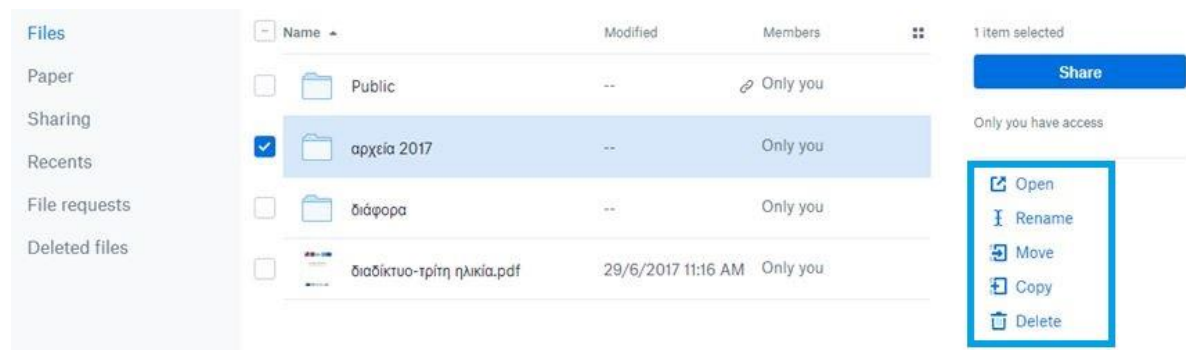 Files
Paper
Sharing
Recents
File requests
Deleted files
Name Modified Members
Public -- Only you
αρχεία 2017 -- Only you
διάφορα -- Only you
διαδίκτυο-τρίτη ηλικία.pdf 29/6/2017 11:16 AM Only you
1 item selected
Share
Only you have access
Open
Rename
Move
Copy
Delete